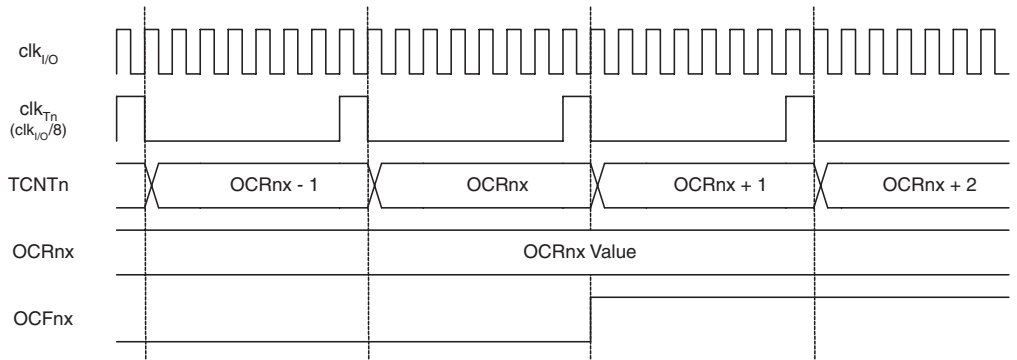 clkI/O
clkTn
(clkI/O/8)
TCNTn
OCRnx - 1
OCRnx
OCRnx + 1
OCRnx + 2
OCRnx
OCRnx Value
OCFnx